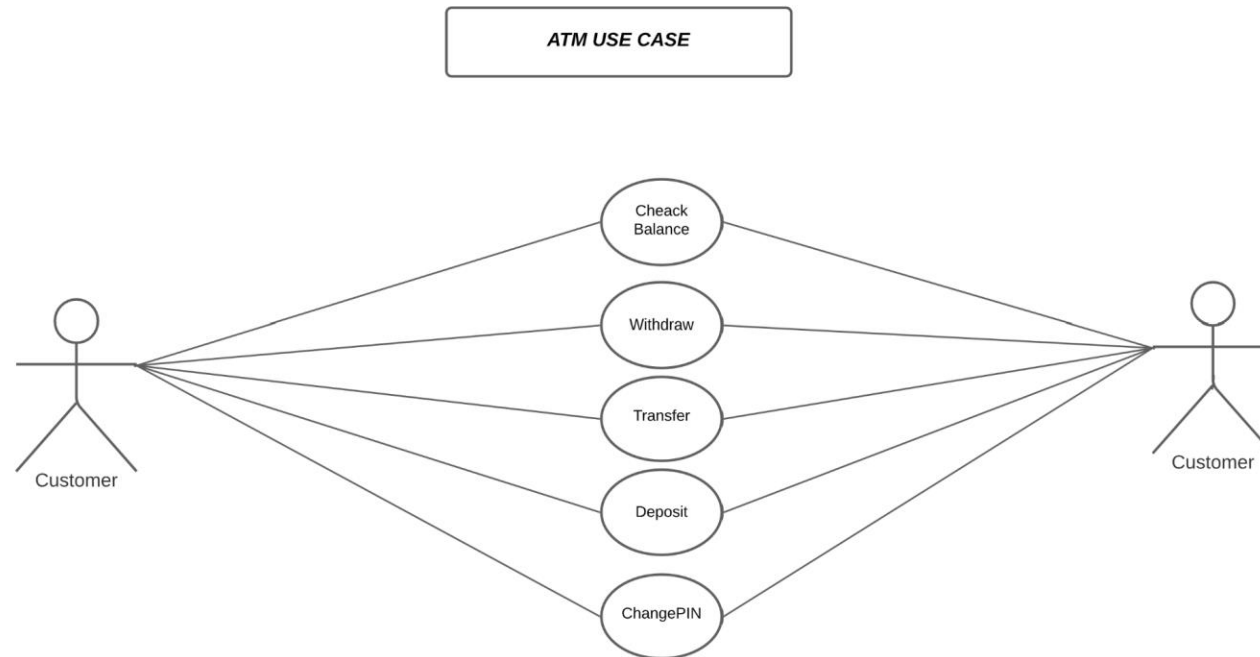 ATM USE CASE
Cheack
Balance
Withdraw
Transfer
Deposit
ChangePIN
Customer
Customer